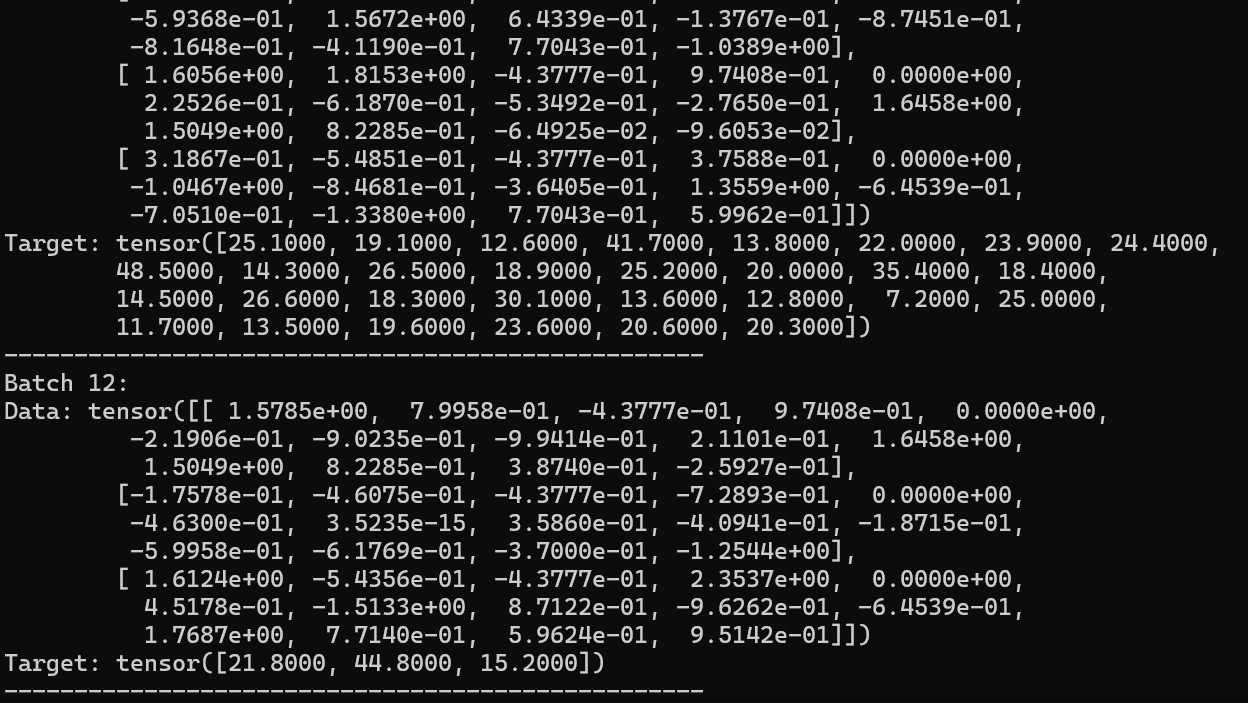 -5.9368e-01,  1.5672e+00,  6.4339e-01, -1.3767e-01, -8.7451e-01,
-8.1648e-01, -4.1190e-01,  7.7043e-01, -1.0389e+00],
[ 1.6056e+00,  1.8153e+00, -4.3777e-01,  9.7408e-01,  0.0000e+00,
2.2526e-01, -6.1870e-01, -5.3492e-01, -2.7650e-01,  1.6458e+00,
1.5049e+00,  8.2285e-01, -6.4925e-02, -9.6053e-02],
[ 3.1867e-01, -5.4851e-01, -4.3777e-01,  3.7588e-01,  0.0000e+00,
-1.0467e+00, -8.4681e-01, -3.6405e-01,  1.3559e+00, -6.4539e-01,
-7.0510e-01, -1.3380e+00,  7.7043e-01,  5.9962e-01]])
Target: tensor([25.1000, 19.1000, 12.6000, 41.7000, 13.8000, 22.0000, 23.9000, 24.4000,
48.5000, 14.3000, 26.5000, 18.9000, 25.2000, 20.0000, 35.4000, 18.4000,
14.5000, 26.6000, 18.3000, 30.1000, 13.6000, 12.8000,  7.2000, 25.0000,
11.7000, 13.5000, 19.6000, 23.6000, 20.6000, 20.3000])
--------------------------------------------------
Batch 12:
Data: tensor([[ 1.5785e+00,  7.9958e-01, -4.3777e-01,  9.7408e-01,  0.0000e+00,
-2.1906e-01, -9.0235e-01, -9.9414e-01,  2.1101e-01,  1.6458e+00,
1.5049e+00,  8.2285e-01,  3.8740e-01, -2.5927e-01],
[-1.7578e-01, -4.6075e-01, -4.3777e-01, -7.2893e-01,  0.0000e+00,
-4.6300e-01,  3.5235e-15,  3.5860e-01, -4.0941e-01, -1.8715e-01,
-5.9958e-01, -6.1769e-01, -3.7000e-01, -1.2544e+00],
[ 1.6124e+00, -5.4356e-01, -4.3777e-01,  2.3537e+00,  0.0000e+00,
4.5178e-01, -1.5133e+00,  8.7122e-01, -9.6262e-01, -6.4539e-01,
1.7687e+00,  7.7140e-01,  5.9624e-01,  9.5142e-01]])
Target: tensor([21.8000, 44.8000, 15.2000])
--------------------------------------------------